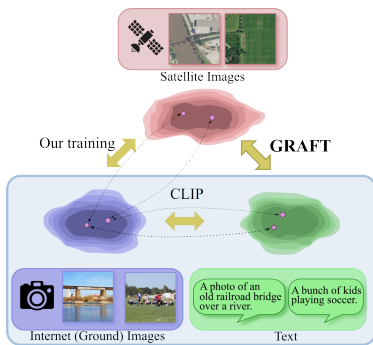 Satellite Images
Our training
GRAFT
CLIP
A photo of an
old railroad bridge
over a river.
A bunch of kids
playing soccer.
Internet (Ground) Images
Text